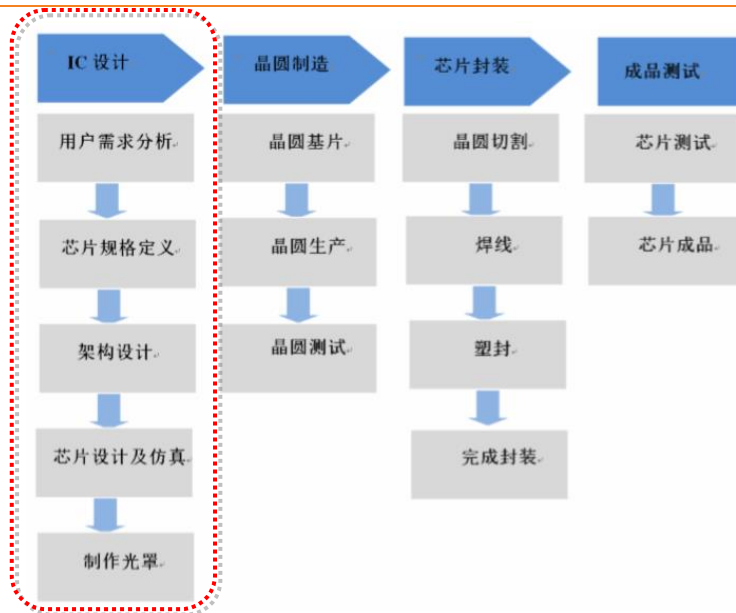 IC 设计
用户需求分析
芯片规格定义
架构设计
芯片设计及仿真
制作光罩
晶圆制造
晶圆基片
晶圆生产
晶圆测试
芯片封装
晶圆切割
焊线
塑封
完成封装
成品测试
芯片测试
芯片成品